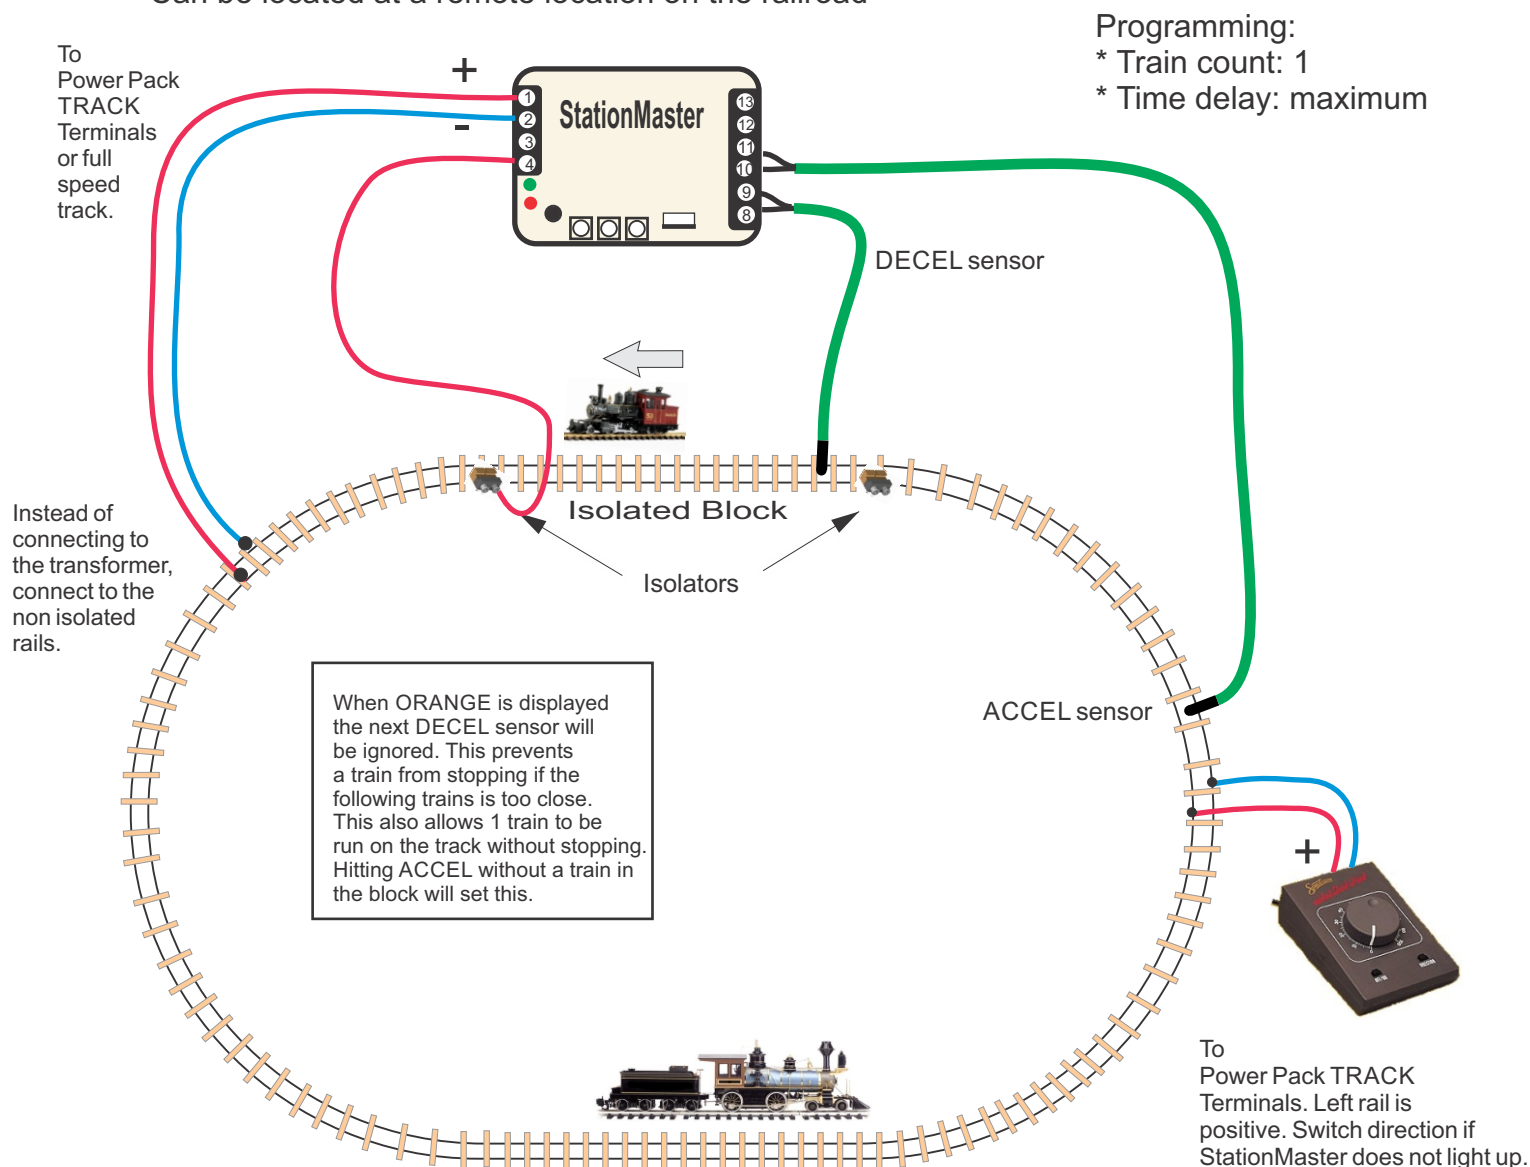 Can be located at a remote location on the railroad
Programming:
* Train count: 1
* Time delay: maximum
To
Power Pack
TRACK
Terminals
or full
speed
track.
+
-
1
2
3
4
StationMaster
13
12
11
10
9
8
DECEL sensor
Isolated Block
Isolators
Instead of
connecting to
the transformer,
connect to the
non isolated
rails.
When ORANGE is displayed
the next DECEL sensor will
be ignored. This prevents
a train from stopping if the
following trains is too close.
This also allows 1 train to be
run on the track without stopping.
Hitting ACCEL without a train in
the block will set this.
ACCEL sensor
+
To
Power Pack TRACK
Terminals. Left rail is
positive. Switch direction if
StationMaster does not light up.